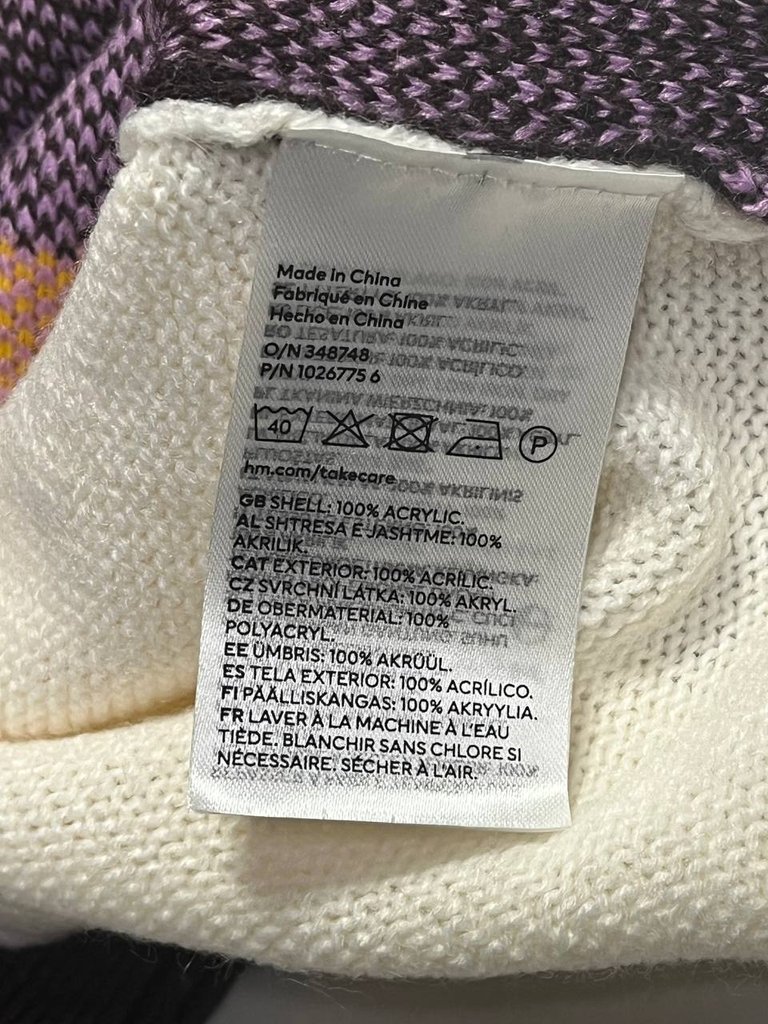 Made in China
Fabriqué en Chine
Hecho en China
O/N 348748
P/N 1026775 6
40 P
hm.com/takecare
GB SHELL: 100% ACRYLIC.
AL SHTRESA E JASHTME: 100%
AKRILIK.
CAT EXTERIOR: 100% ACRÍLIC.
CZ SVRCHNÍ LÁTKA: 100% AKRYL.
DE OBERMATERIAL: 100%
POLYACRYL.
EE ÜMBRIS: 100% AKRÜÜL.
ES TELA EXTERIOR: 100% ACRÍLICO.
FI PÄÄLLISKANGAS: 100% AKRYYLIA.
FR LAVER À LA MACHINE À L'EAU
TIÈDE. BLANCHIR SANS CHLORE SI
NÉCESSAIRE. SÉCHER À L'AIR.